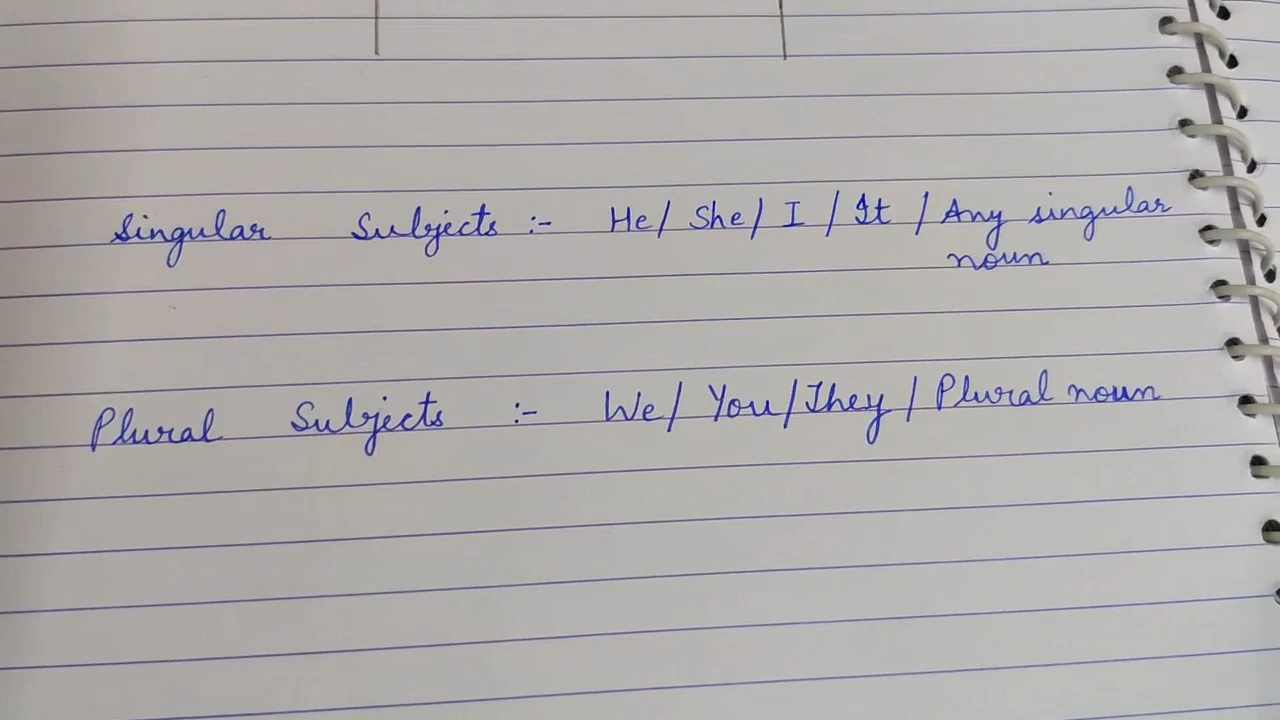 Singular Subjects :- He/ She/ I / It / Any singular
noun
Plural Subjects :- We/ You/They / Plural noun